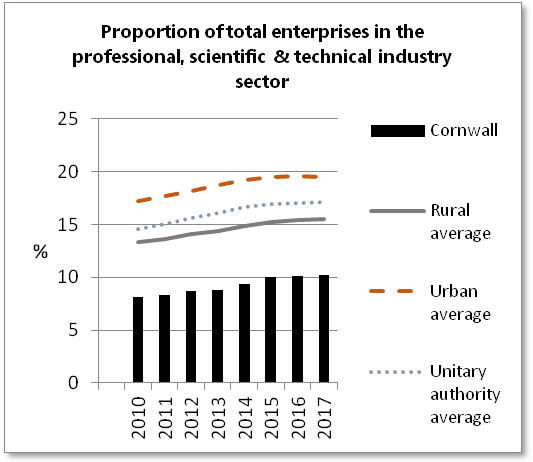 Proportion of total enterprises in the
professional, scientific & technical industry
sector
25
20
15
10
5
0
%
2010
2011
2012
2013
2014
2015
2016
2017
Cornwall
Rural
average
Urban
average
Unitary
authority
average